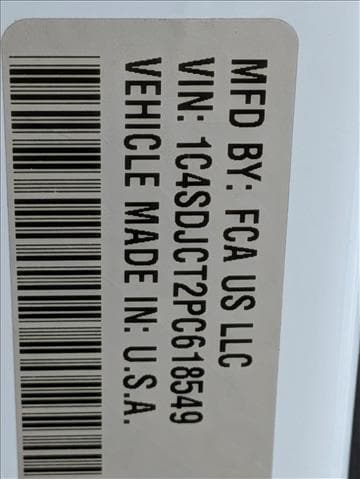 MFD BY: FCA US LLC
VIN: 1C4SDJCT2PC618549
VEHICLE MADE IN: U.S.A.